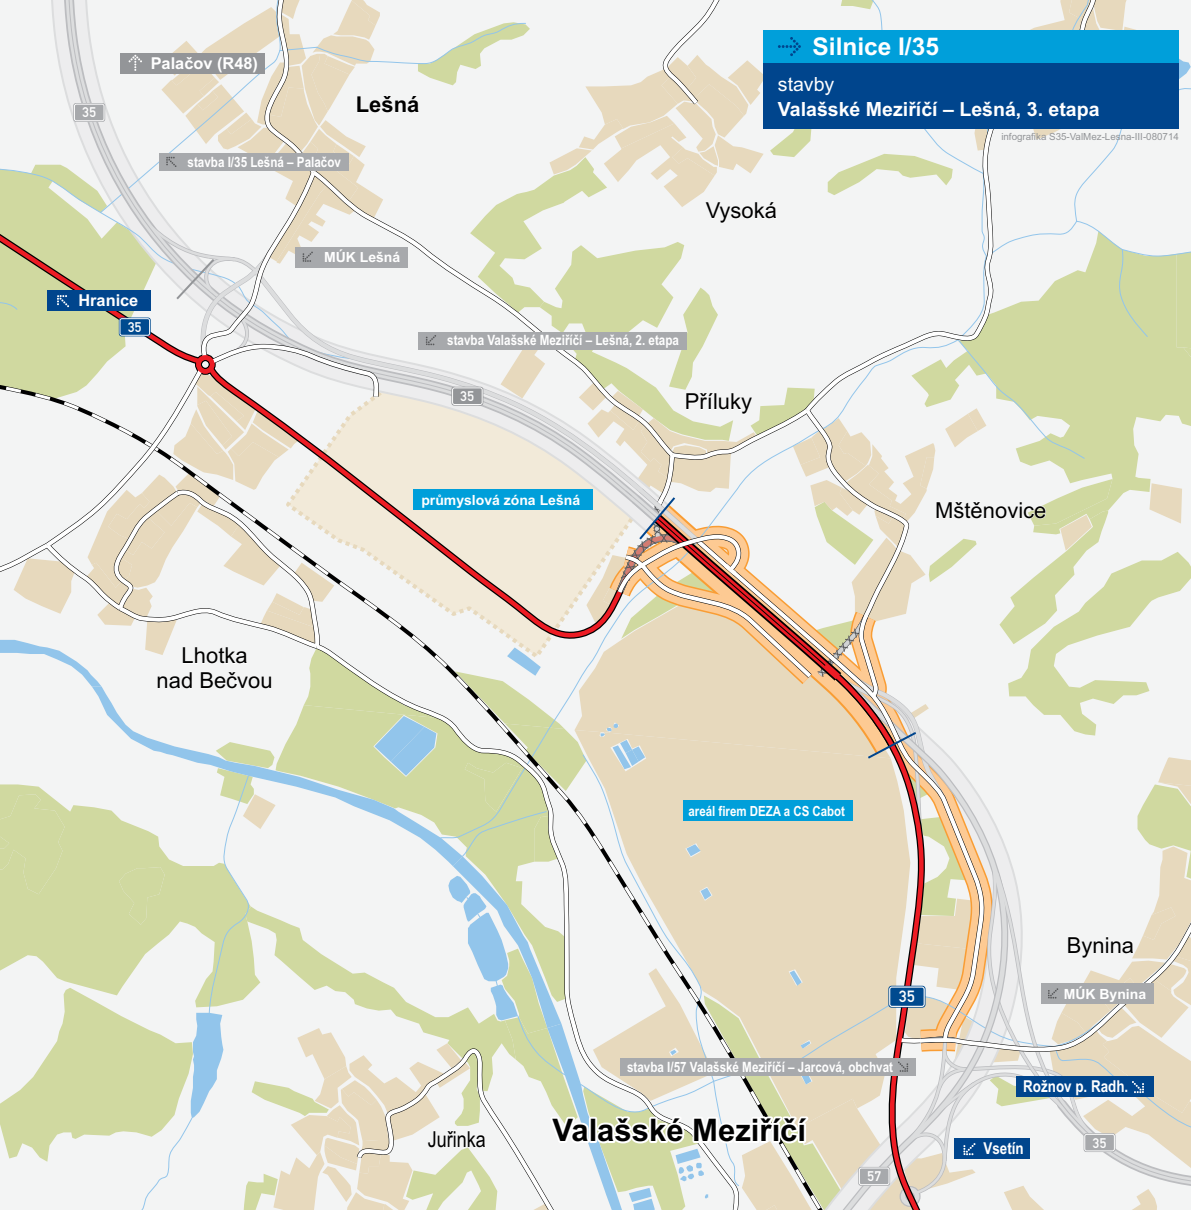 Silnice I/35
stavby
Valašské Meziříčí – Lešná, 3. etapa
infografika S35-ValMez-Lesna-III-080714
Palačov (R48)
Lešná
35
stavba I/35 Lešná – Palačov
Vysoká
MÚK Lešná
Hranice
35
stavba Valašské Meziříčí – Lešná, 2. etapa
35
Příluky
průmyslová zóna Lešná
Mštěnovice
Lhotka
nad Bečvou
areál firem DEZA a CS Cabot
Bynina
35
MÚK Bynina
stavba I/57 Valašské Meziříčí – Jarcová, obchvat
Rožnov p. Radh.
Valašské Meziříčí
Juřinka
35
Vsetín
57